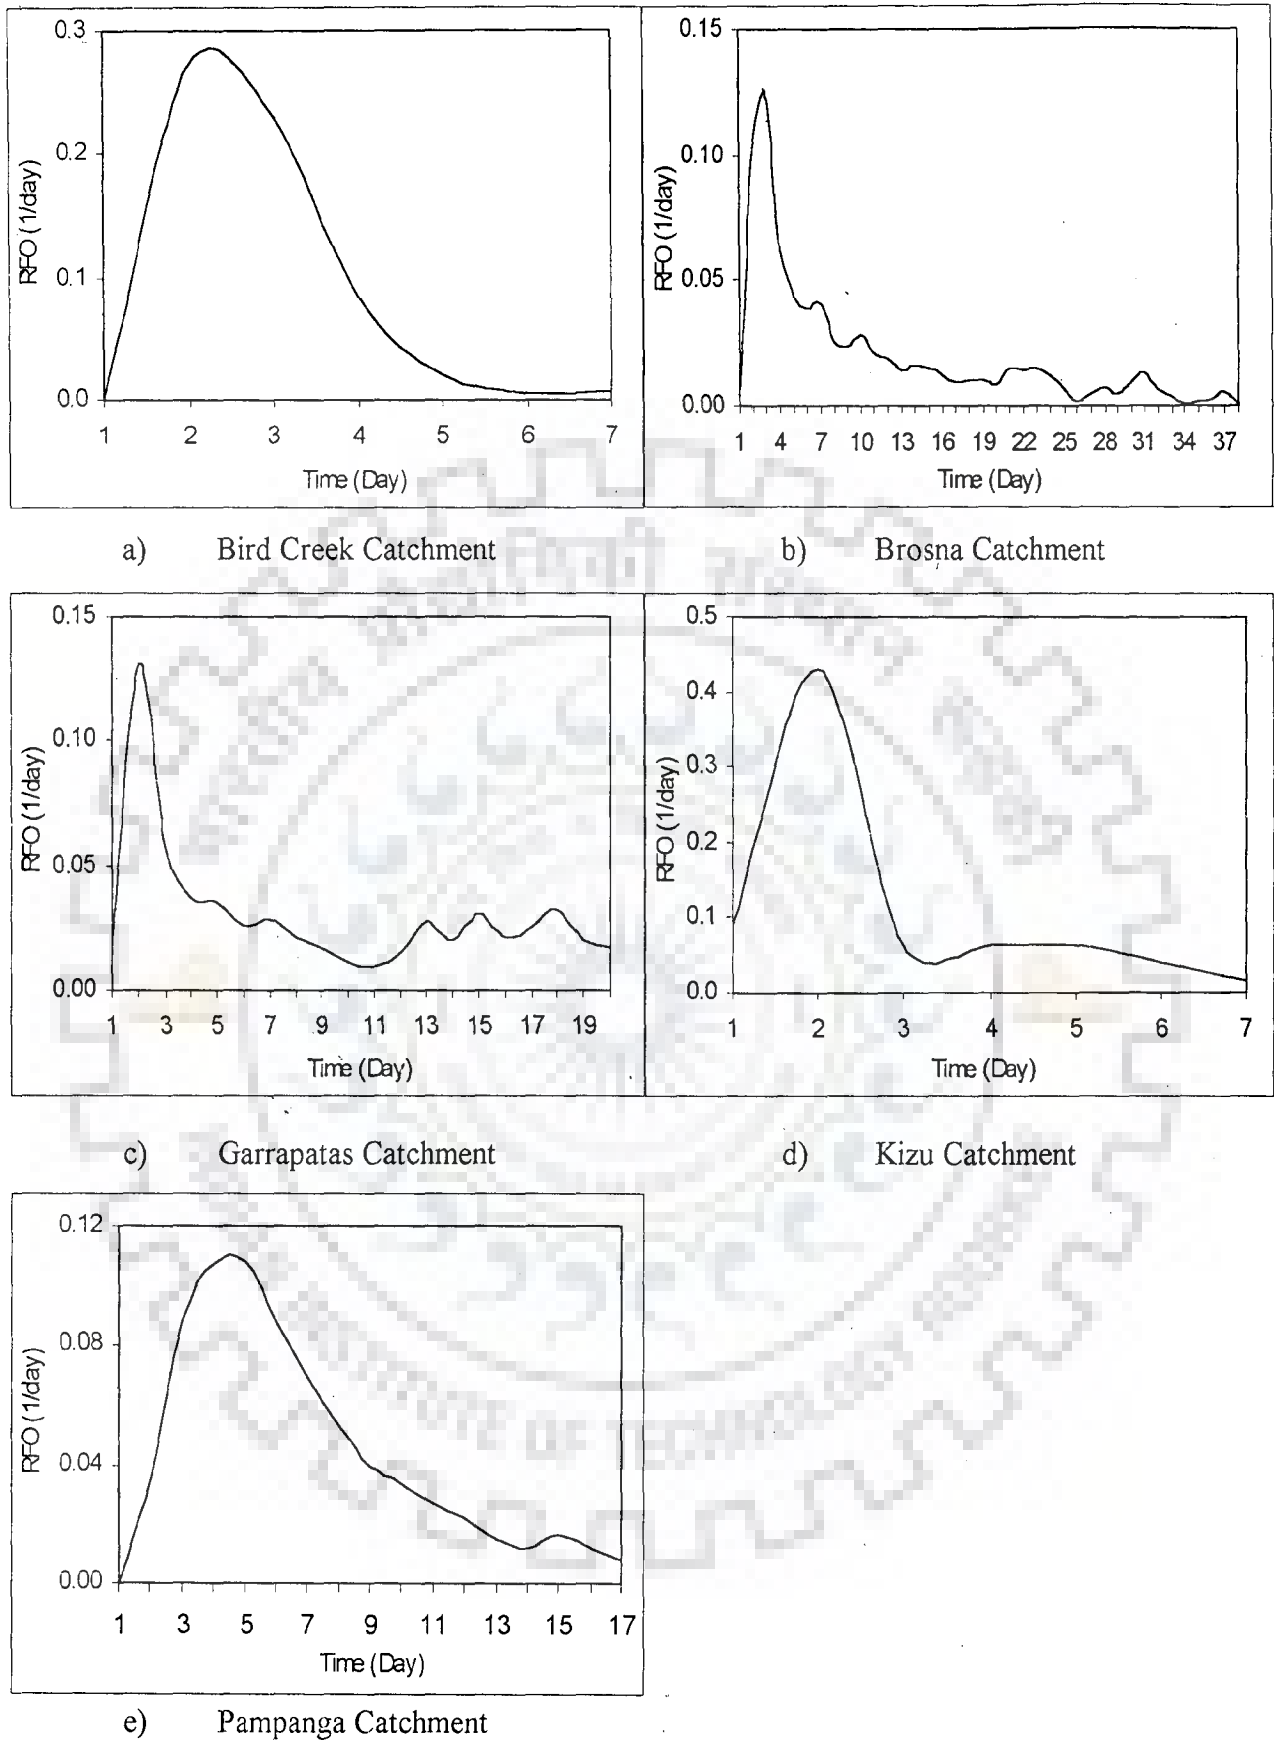 0.3
0.2
0.1
0.0
RFO (1/day)
1 2 3 4 5 6 7
Time (Day)
a) Bird Creek Catchment
0.15
0.10
0.05
0.00
RFO (1/day)
1 4 7 10 13 16 19 22 25 28 31 34 37
Time (Day)
b) Brosna Catchment
0.15
0.10
0.05
0.00
RFO (1/day)
1 3 5 7 9 11 13 15 17 19
Time (Day)
c) Garrapatas Catchment
0.5
0.4
0.3
0.2
0.1
0.0
RFO (1/day)
1 2 3 4 5 6 7
Time (Day)
d) Kizu Catchment
0.12
0.08
0.04
0.00
RFO (1/day)
1 3 5 7 9 11 13 15 17
Time (Day)
e) Pampanga Catchment
INSTITUTE OF TECHNOLOGY